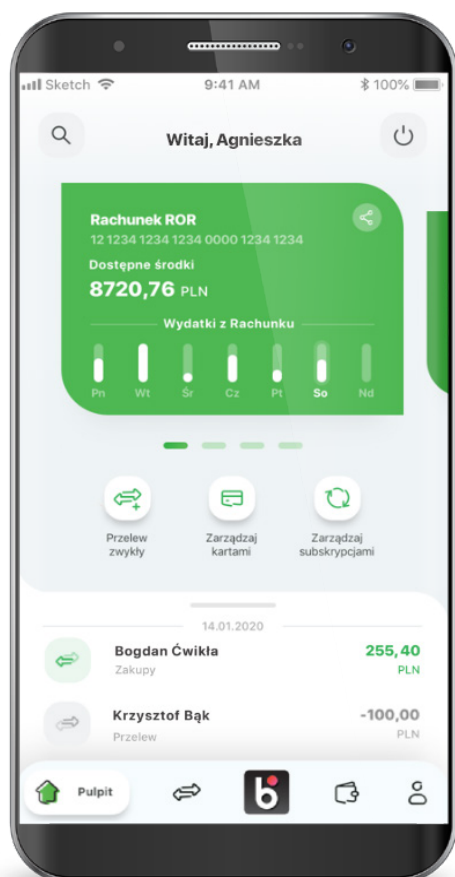 Sketch 9:41 AM 100%
Witaj, Agnieszka
Rachunek ROR
12 1234 1234 1234 0000 1234 1234
Dostępne środki
8720,76 PLN
Wydatki z Rachunku
Pn Wt Śr Cz Pt So Nd
Przelew zwykły
Zarządzaj kartami
Zarządzaj subskrypcjami
14.01.2020
Bogdan Ćwikła 255,40
Zakupy PLN
Krzysztof Bąk -100,00
Przelew PLN
Pulpit b